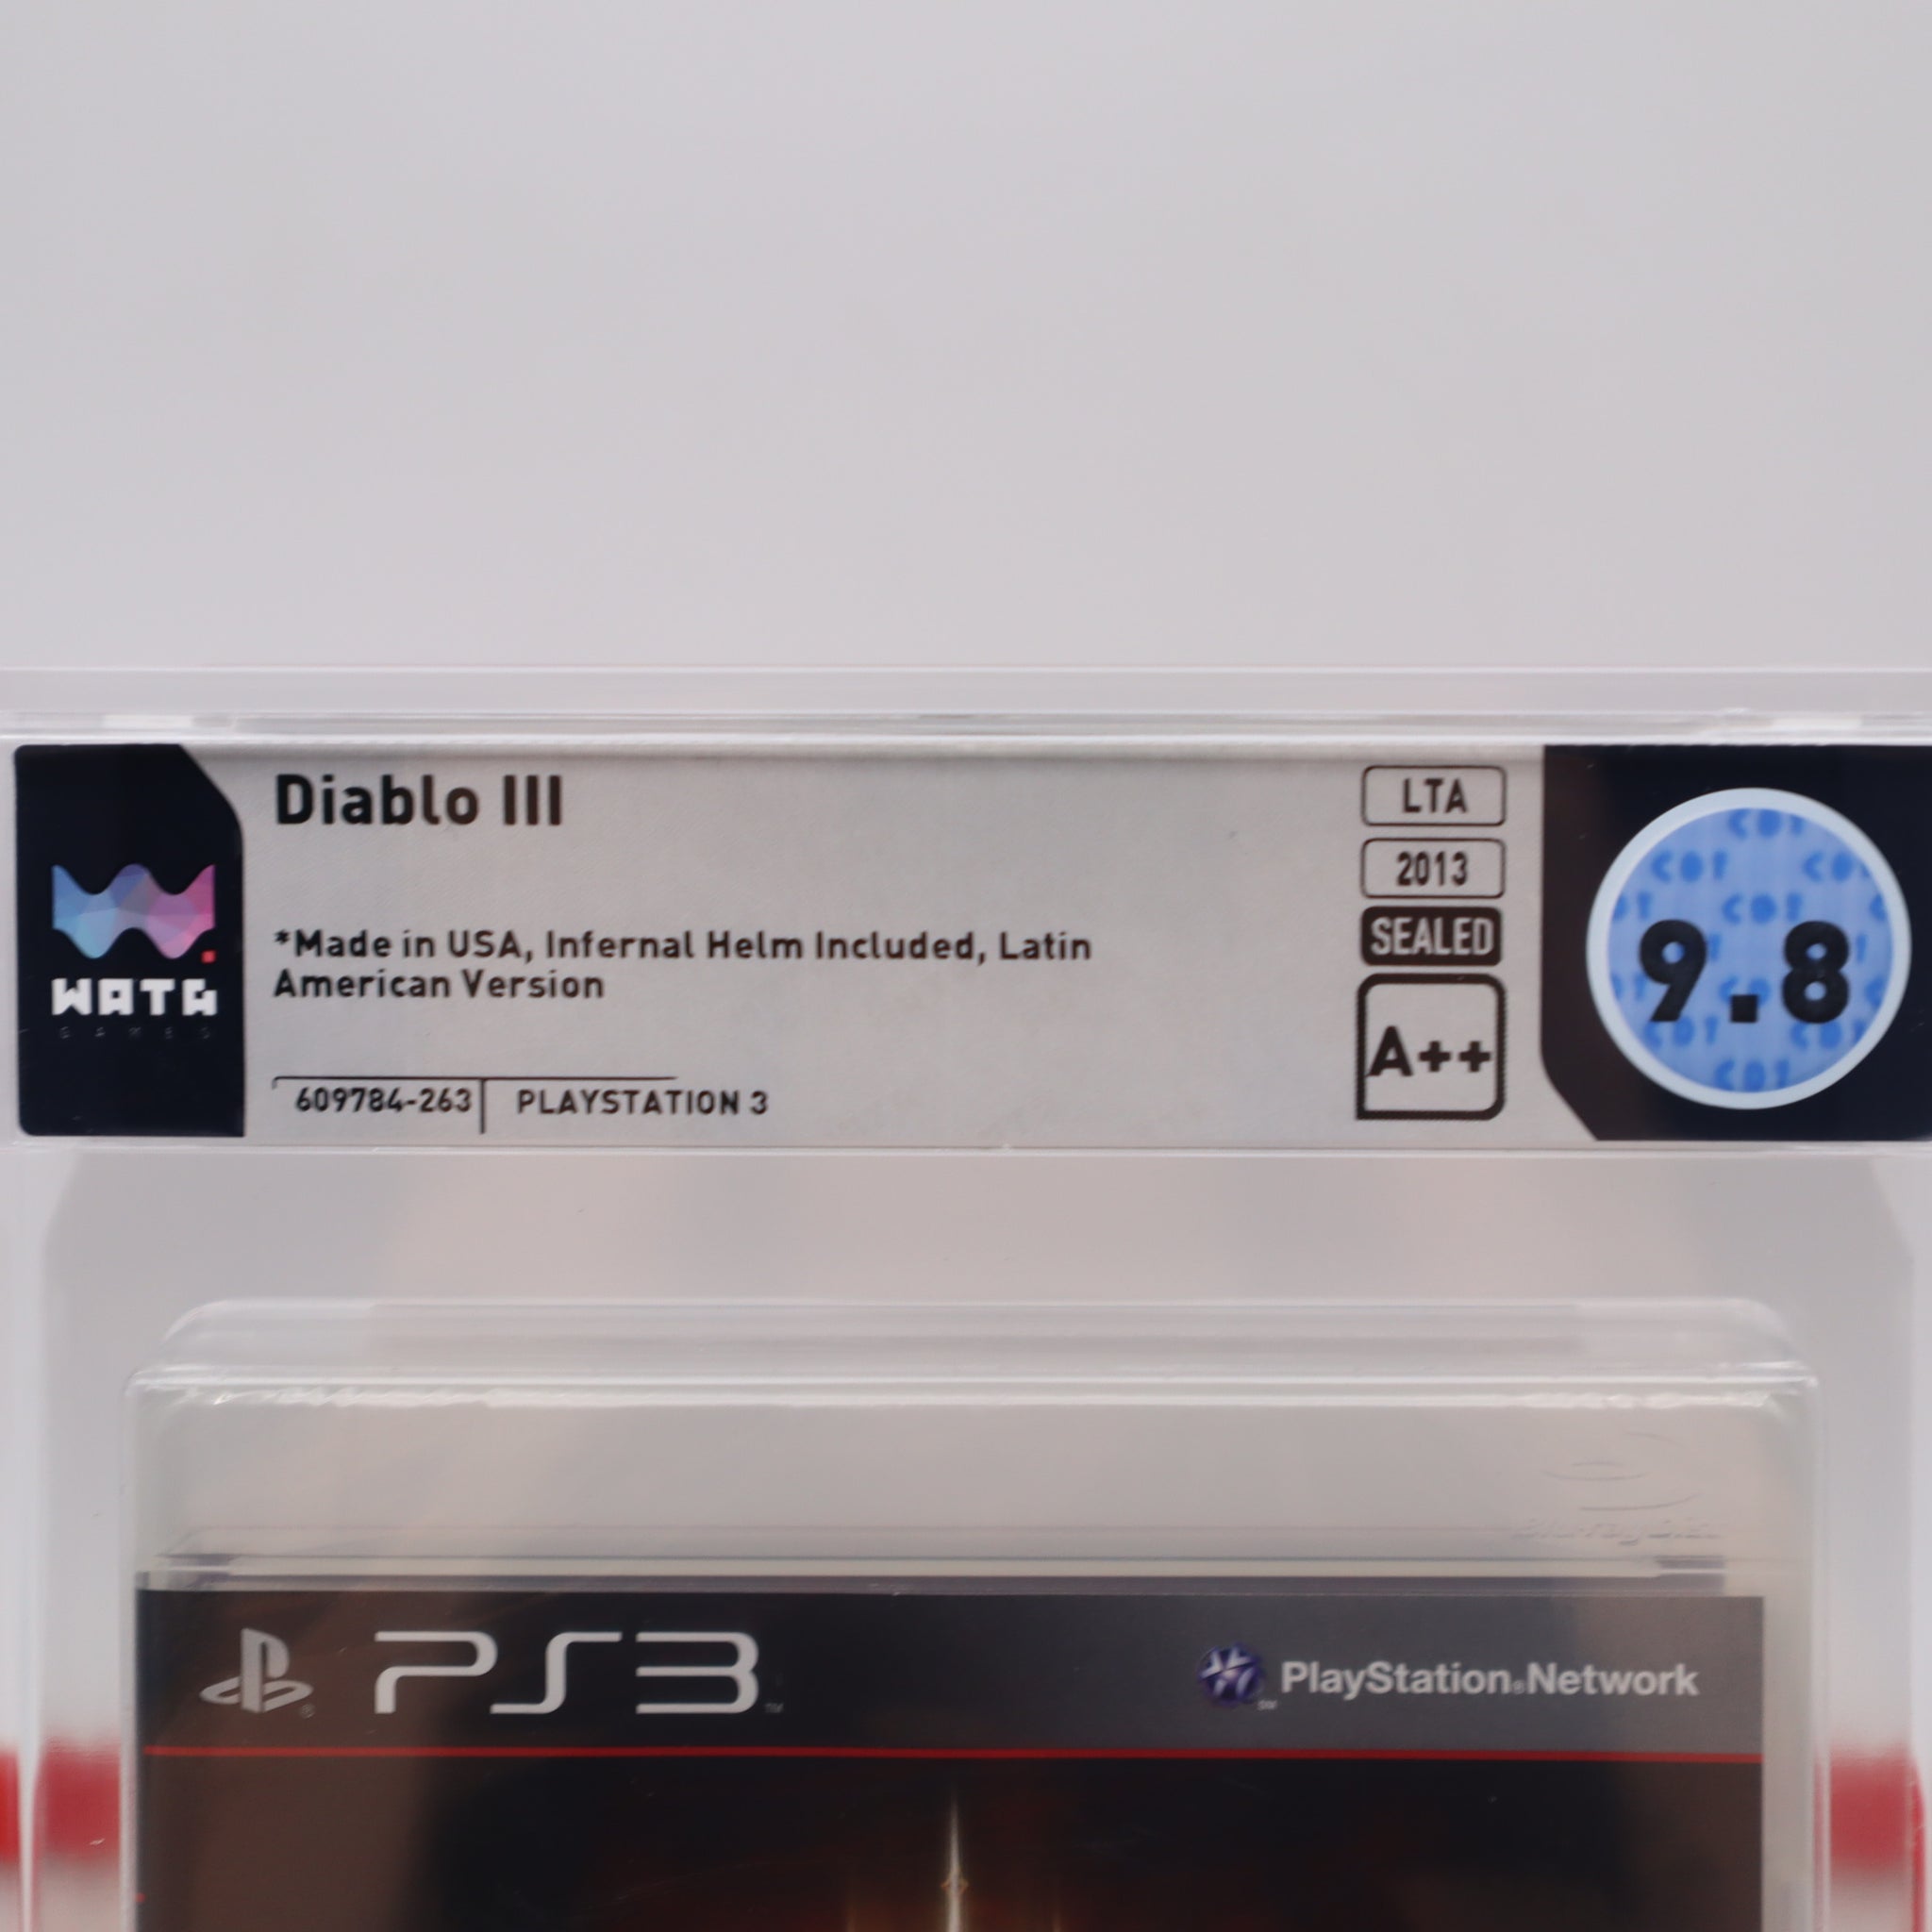 Diablo III
*Made in USA, Infernal Helm Included, Latin
American Version
609784-263
PLAYSTATION 3
WATA
GAMES
LTA
2013
SEALED
A++
9.8
PS3
PlayStation®Network